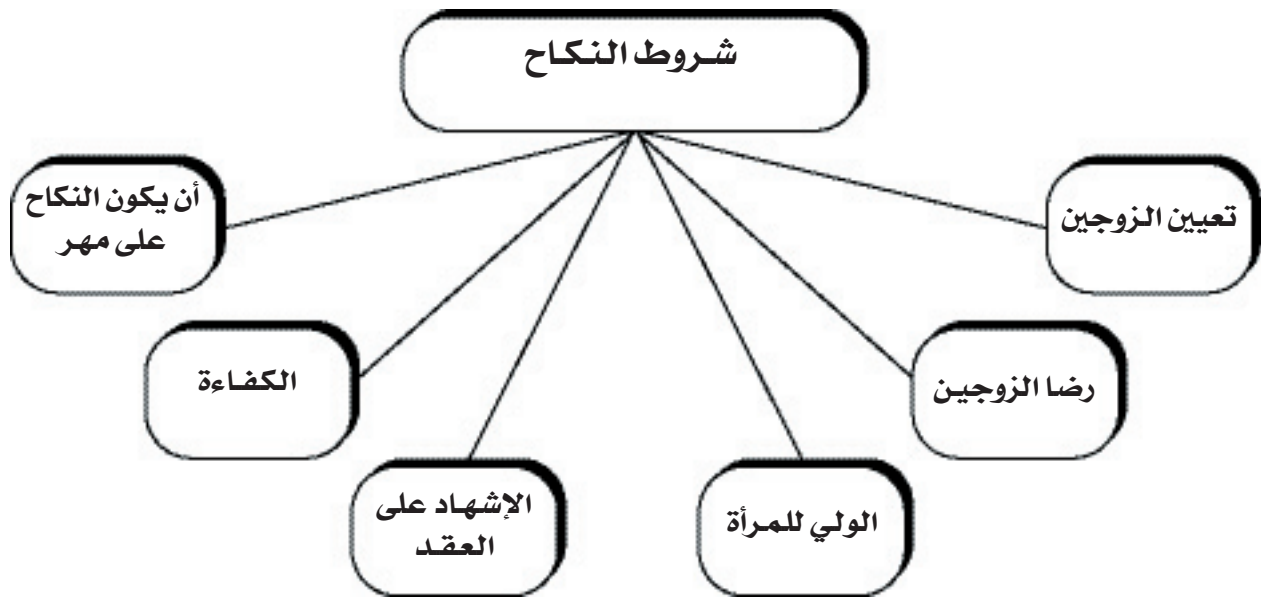 شروط النكاح
تعيين الزوجين
رضا الزوجين
الولي للمرأة
الإشهاد على
العقد
الكفاءة
أن يكون النكاح
على مهر